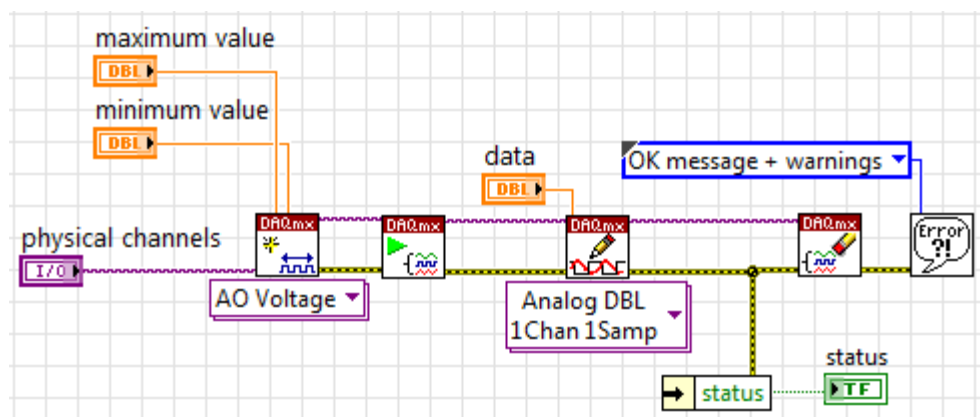 maximum value
DBL
minimum value
DBL
data
DBL
OK message + warnings
physical channels
I/O
DAQmx
AO Voltage
DAQmx
DAQmx
Analog DBL
1Chan 1Samp
DAQmx
Error
?!
status
status
TF